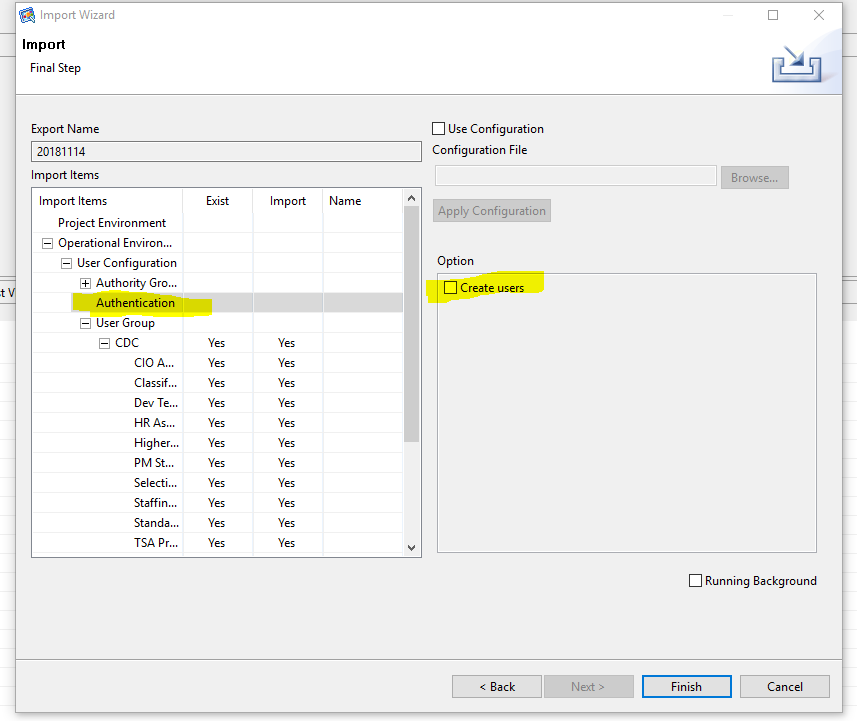 Import Wizard
Import
Final Step
Export Name
20181114
Import Items
Import Items Exist Import Name
Project Environment
Operational Environ...
User Configuration
Authority Gro...
Authentication
User Group
CDC Yes Yes
CIO A... Yes Yes
Classif... Yes Yes
Dev Te... Yes Yes
HR As... Yes Yes
Higher... Yes Yes
PM St... Yes Yes
Selecti... Yes Yes
Staffin... Yes Yes
Standa... Yes Yes
TSA Pr... Yes Yes
Use Configuration
Configuration File
Browse...
Apply Configuration
Option
Create users
Running Background
< Back Next > Finish Cancel
st V